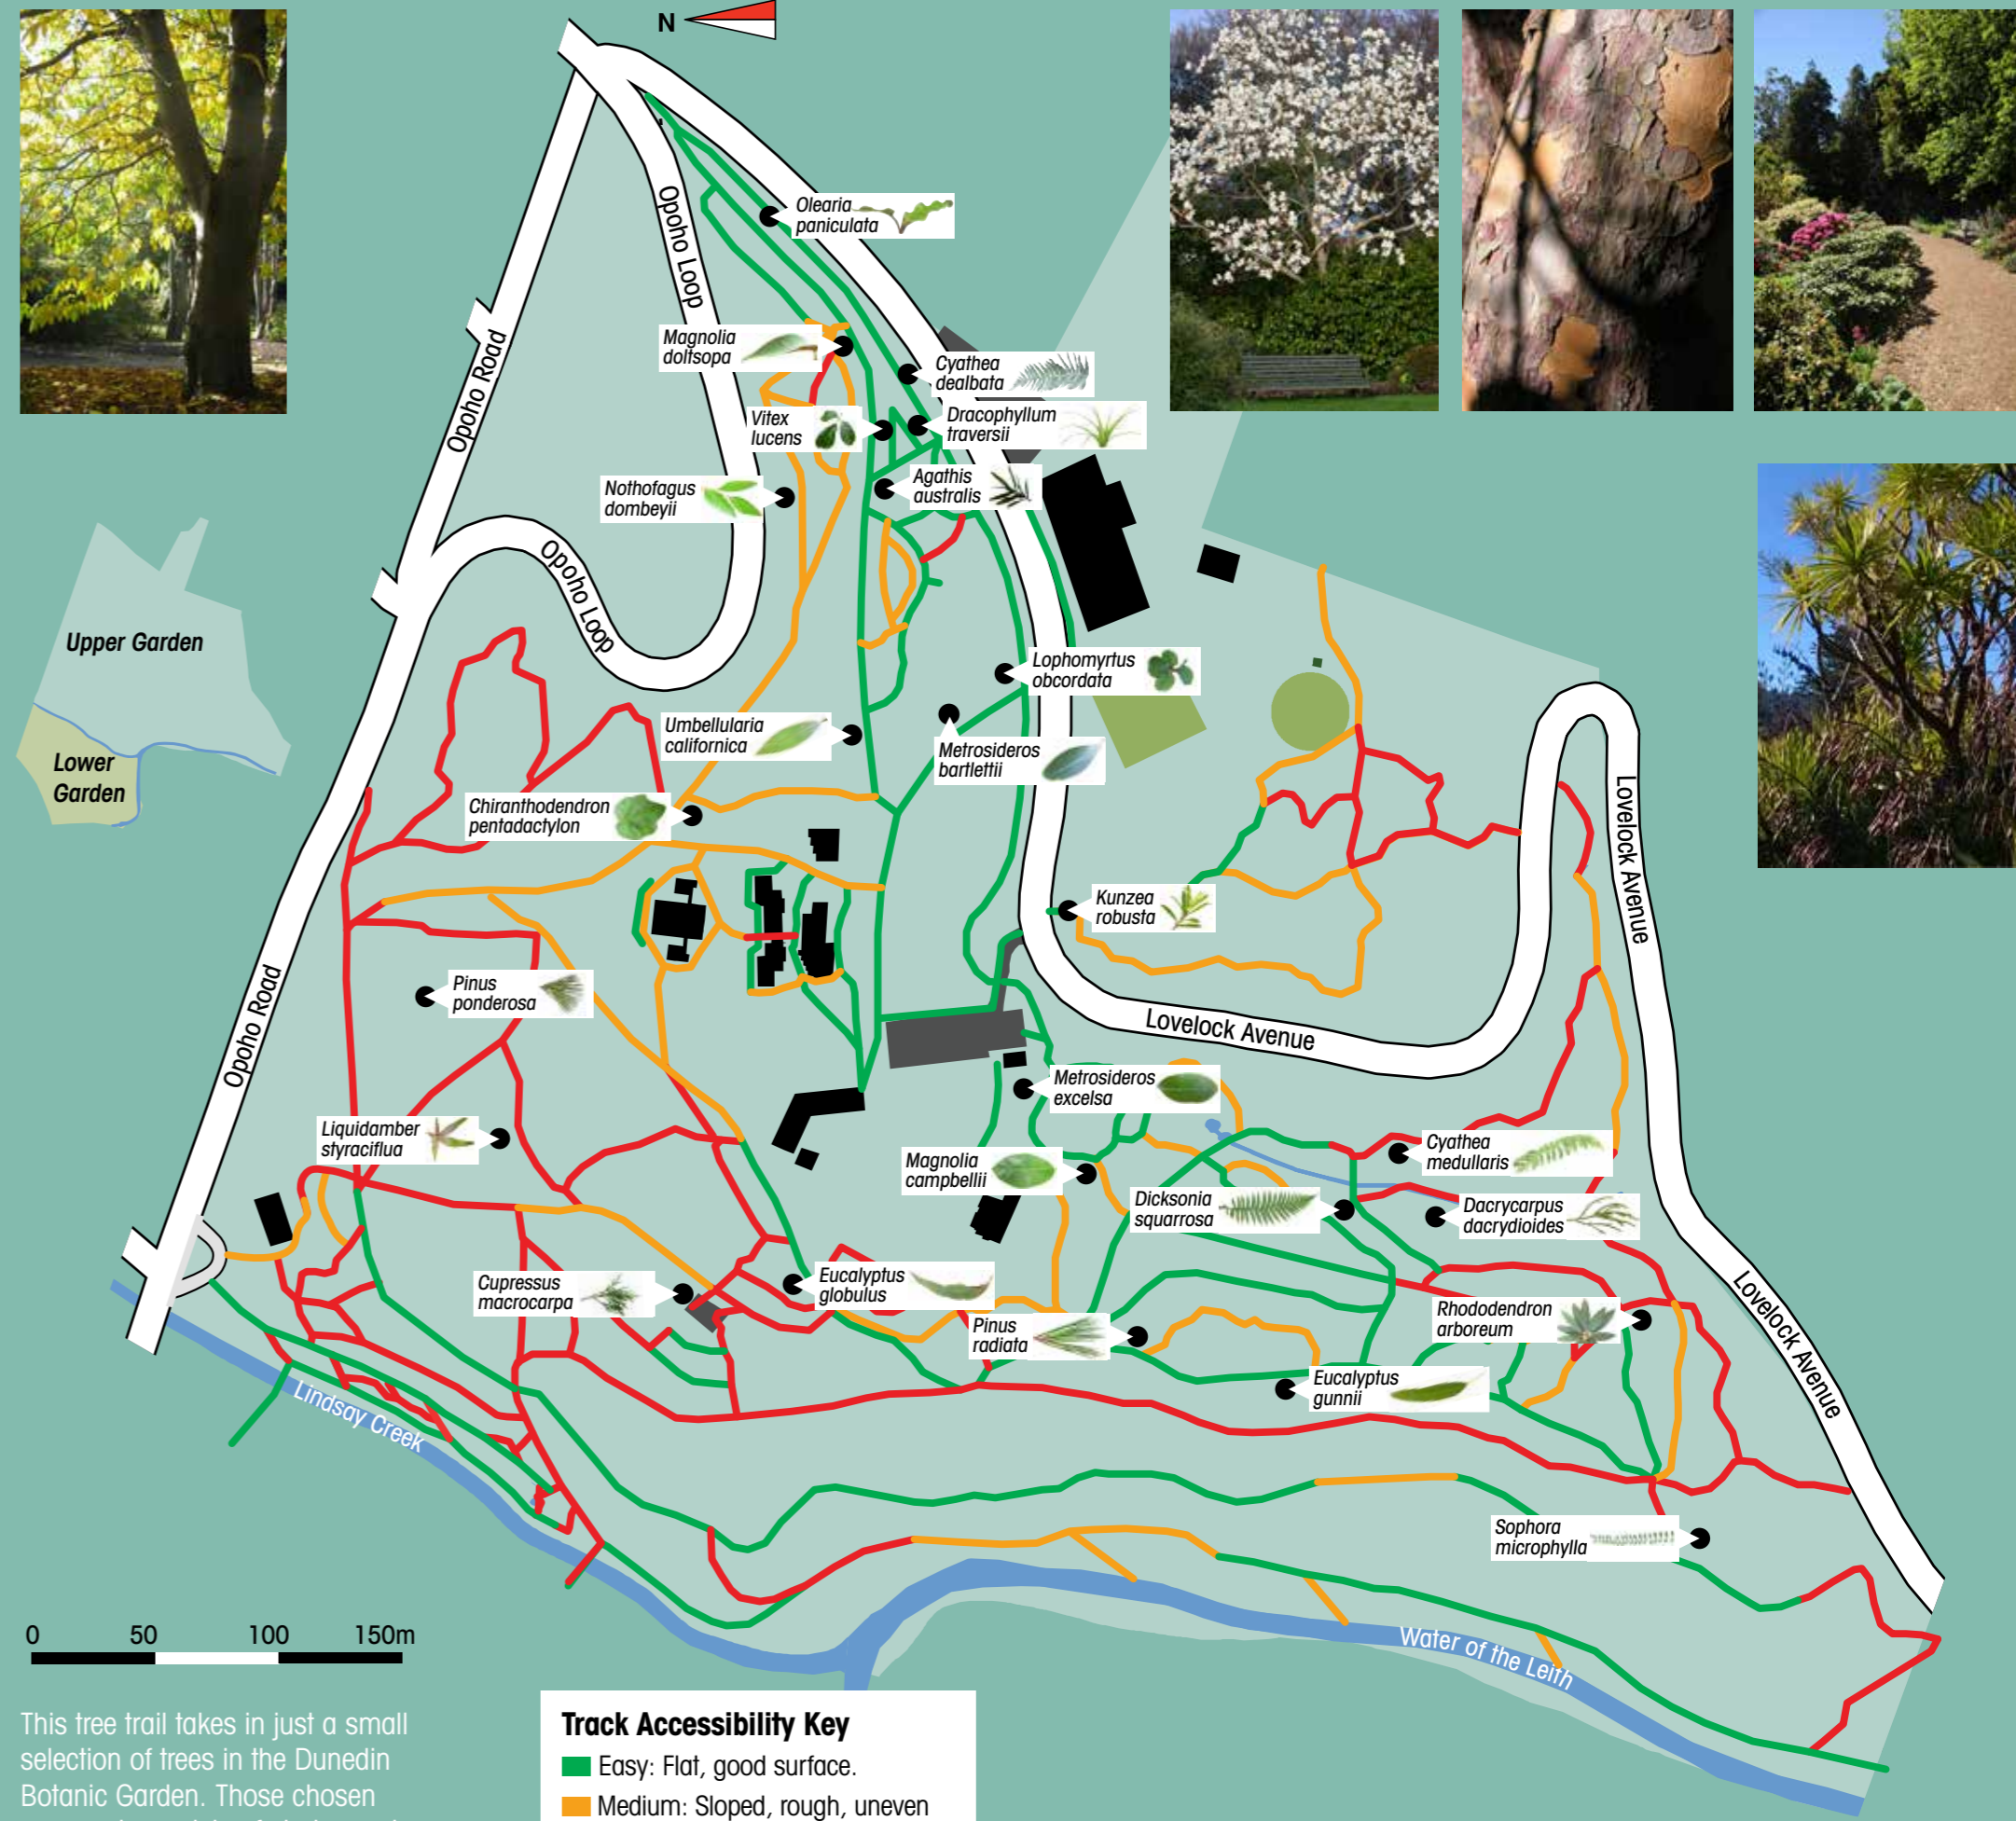 N
Opoho Loop
Olearia
paniculata
Opoho Road
Magnolia
doltsopa
Cyathea
dealbata
Vitex
lucens
Dracophyllum
traversii
Nothofagus
dombeyii
Agathis
australis
Opoho Loop
Upper Garden
Lower
Garden
Lophomyrtus
obcordata
Umbellularia
californica
Metrosideros
bartlettii
Chiranthodendron
pentadactylon
Lovelock Avenue
Kunzea
robusta
Pinus
ponderosa
Opoho Road
Lovelock Avenue
Metrosideros
excelsa
Liquidamber
styraciflua
Magnolia
campbellii
Cyathea
medullaris
Dicksonia
squarrosa
Dacrycarpus
dacrydioides
Cupressus
macrocarpa
Eucalyptus
globulus
Pinus
radiata
Rhododendron
arboreum
Lovelock Avenue
Eucalyptus
gunnii
Lindsay Creek
Sophora
microphylla
Water of the Leith
0 50 100 150m
This tree trail takes in just a small
selection of trees in the Dunedin
Botanic Garden. Those chosen
Track Accessibility Key
Easy: Flat, good surface.
Medium: Sloped, rough, uneven